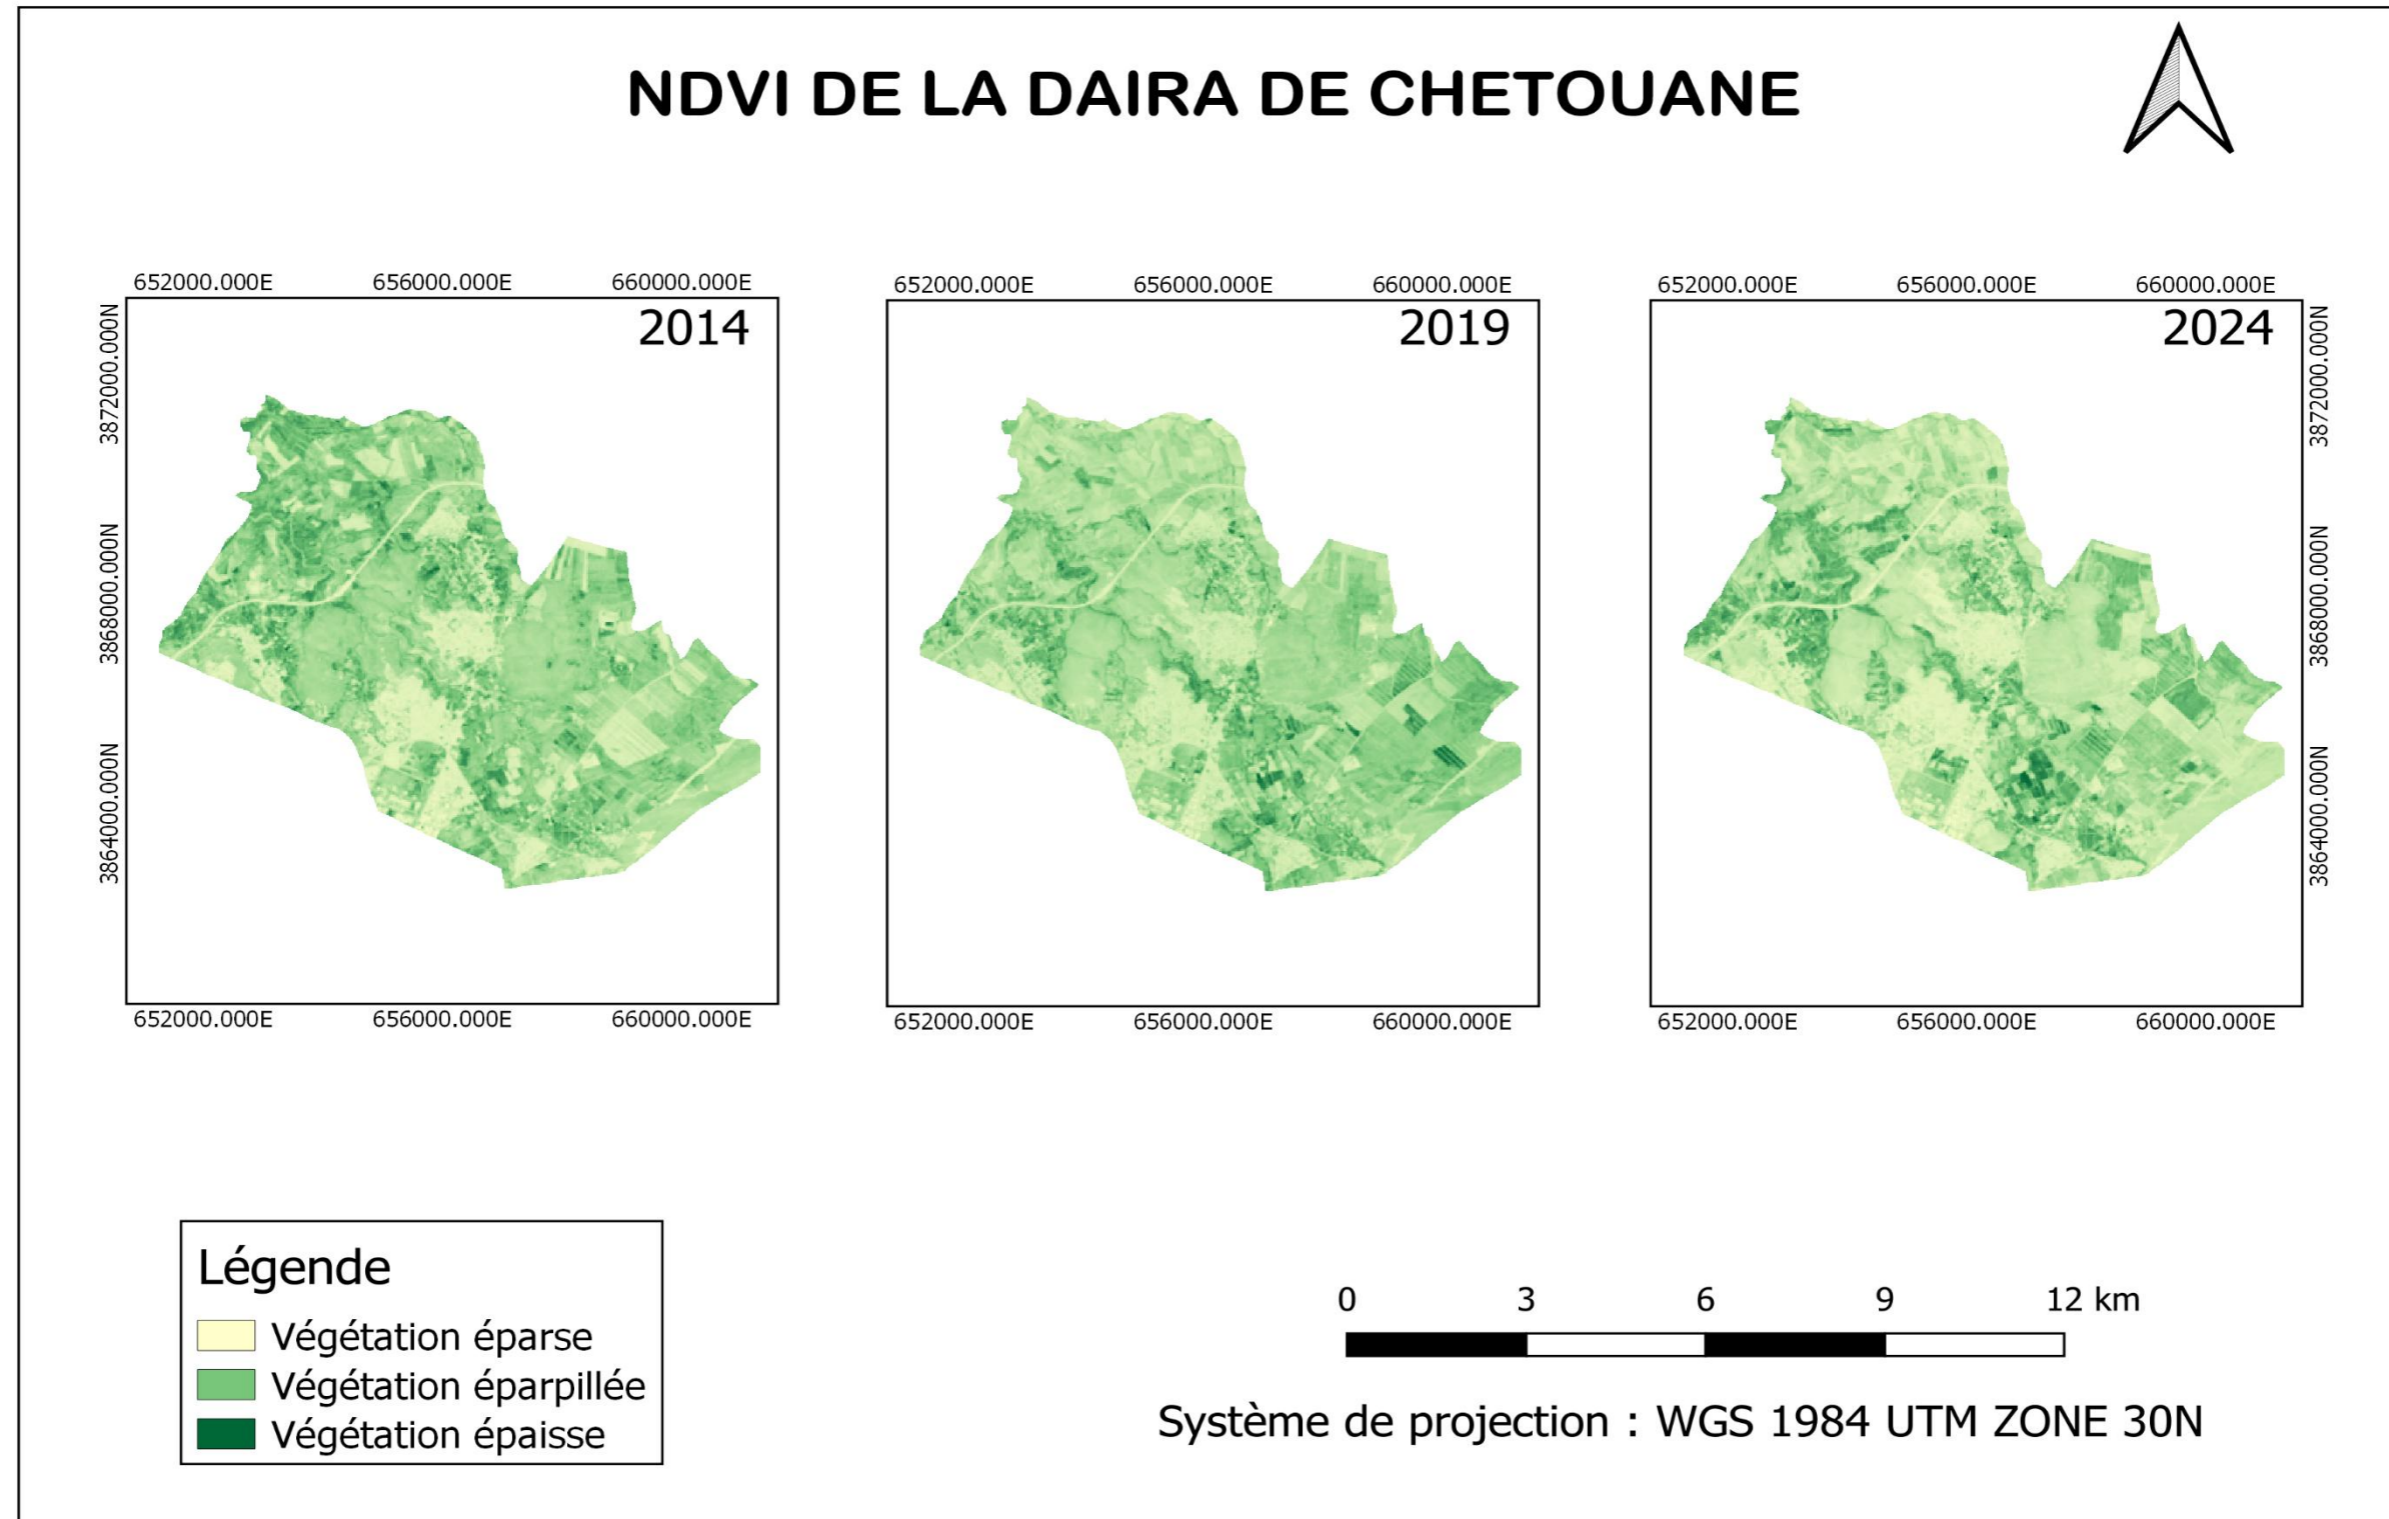 NDVI DE LA DAIRA DE CHETOUANE
652000.000E 656000.000E 660000.000E
652000.000E 656000.000E 660000.000E
652000.000E 656000.000E 660000.000E
3872000.000N
3868000.000N
3864000.000N
2014
2019
2024
3872000.000N
3868000.000N
3864000.000N
652000.000E 656000.000E 660000.000E
652000.000E 656000.000E 660000.000E
652000.000E 656000.000E 660000.000E
Légende
Végétation éparse
Végétation éparpillée
Végétation épaisse
0 3 6 9 12 km
Système de projection : WGS 1984 UTM ZONE 30N